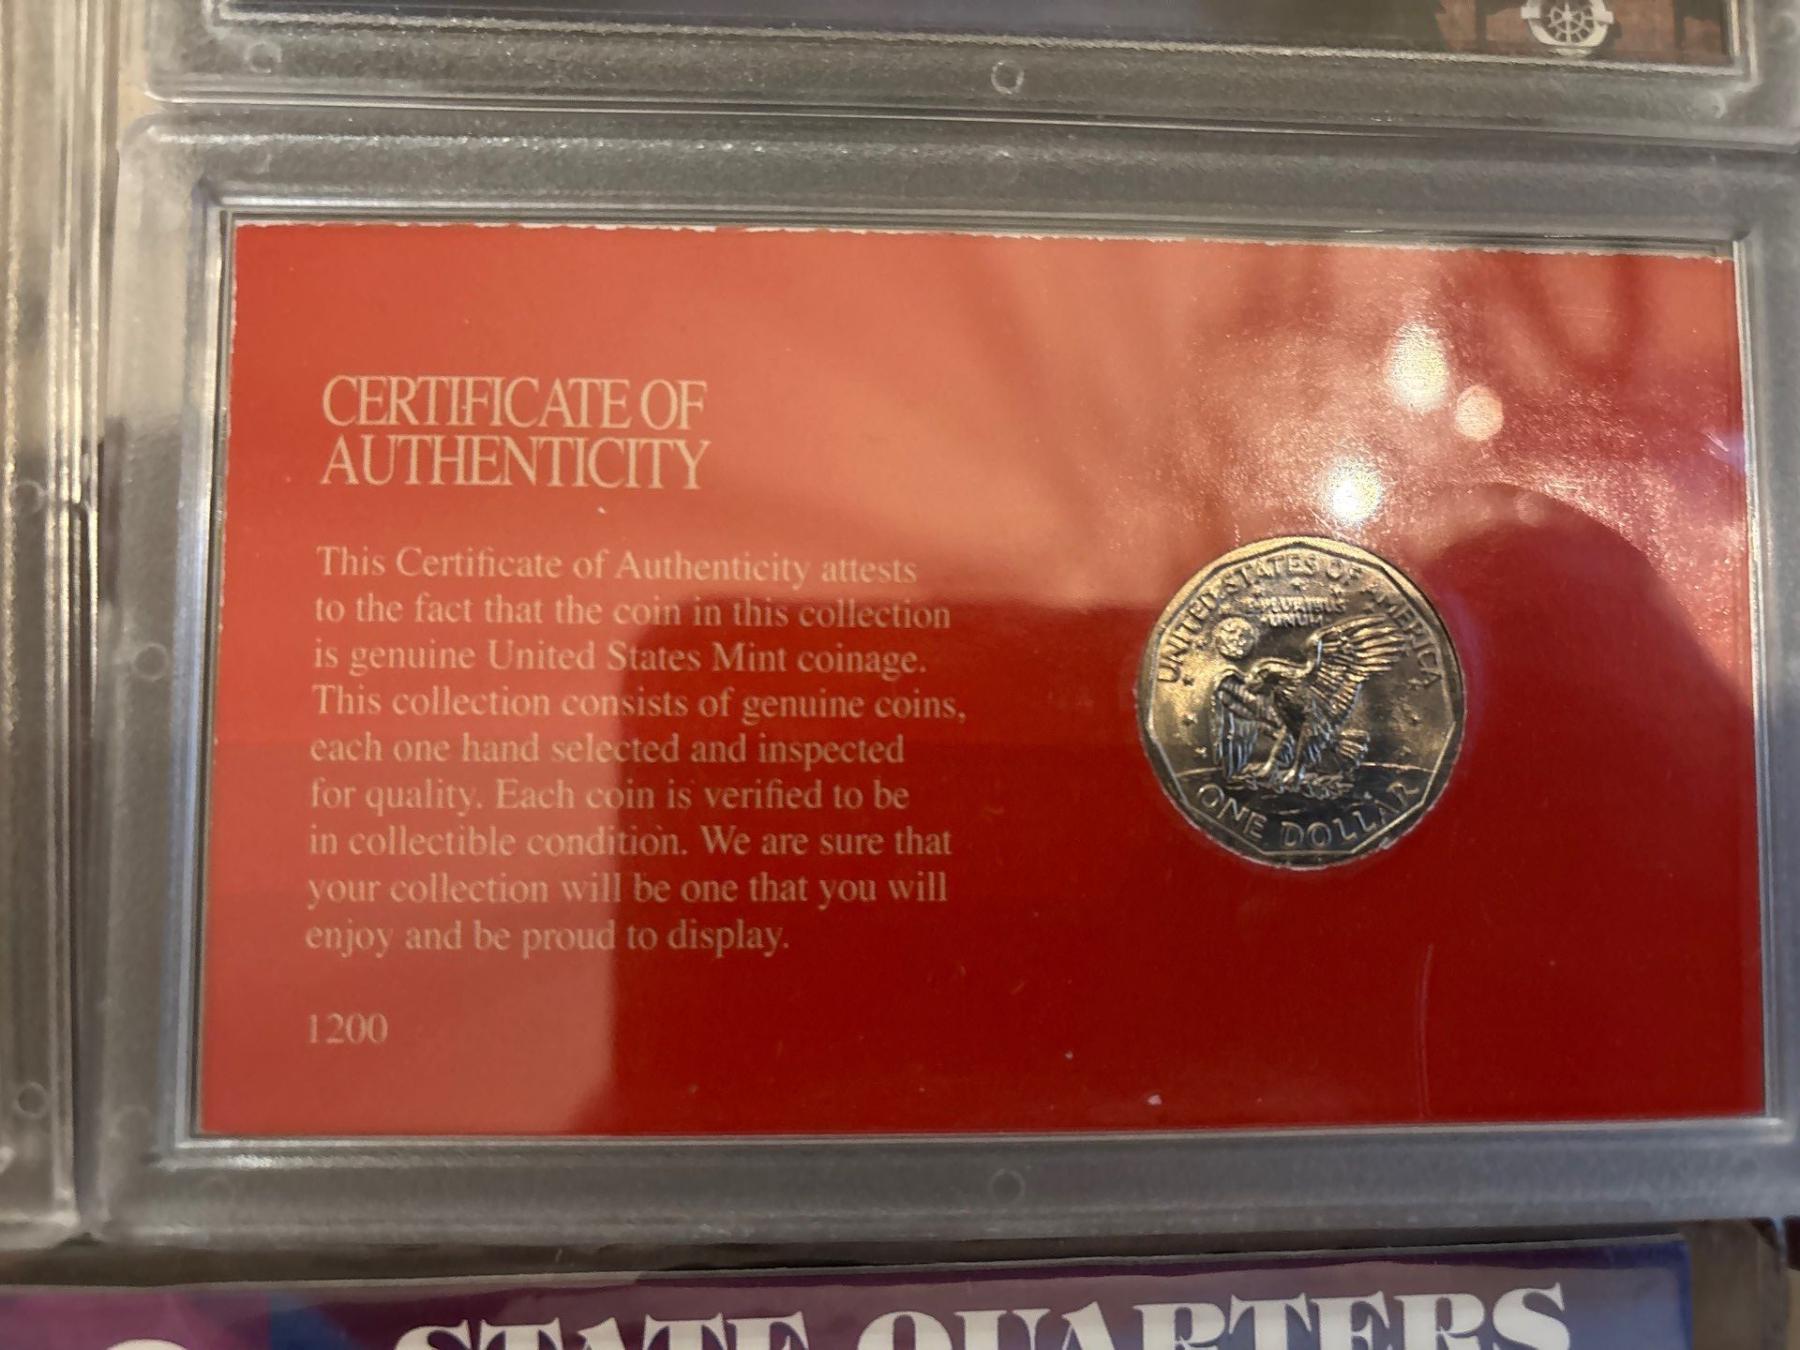 CERTIFICATE OF
AUTHENTICITY
This Certificate of Authenticity attests
to the fact that the coin in this collection
is genuine United States Mint coinage.
This collection consists of genuine coins,
each one hand selected and inspected
for quality. Each coin is verified to be
in collectible condition. We are sure that
your collection will be one that you will
enjoy and be proud to display.
1200
UNITED STATES OF AMERICA
E PLURIBUS
UNUM
ONE DOLLAR
STATE QUARTERS